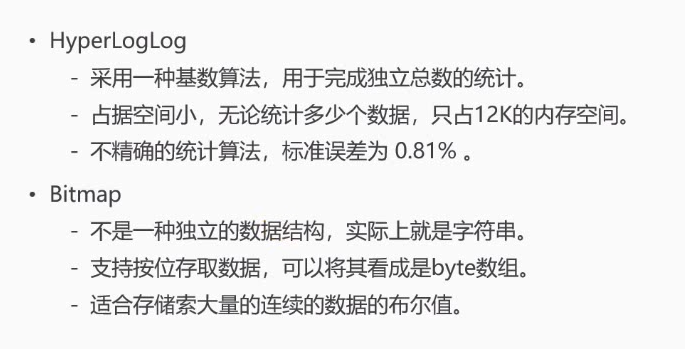 • HyperLogLog
- 采用一种基数算法，用于完成独立总数的统计。
- 占据空间小，无论统计多少个数据，只占12K的内存空间。
- 不精确的统计算法，标准误差为 0.81% 。
• Bitmap
- 不是一种独立的数据结构，实际上就是字符串。
- 支持按位存取数据，可以将其看成是byte数组。
- 适合存储索大量的连续的数据的布尔值。